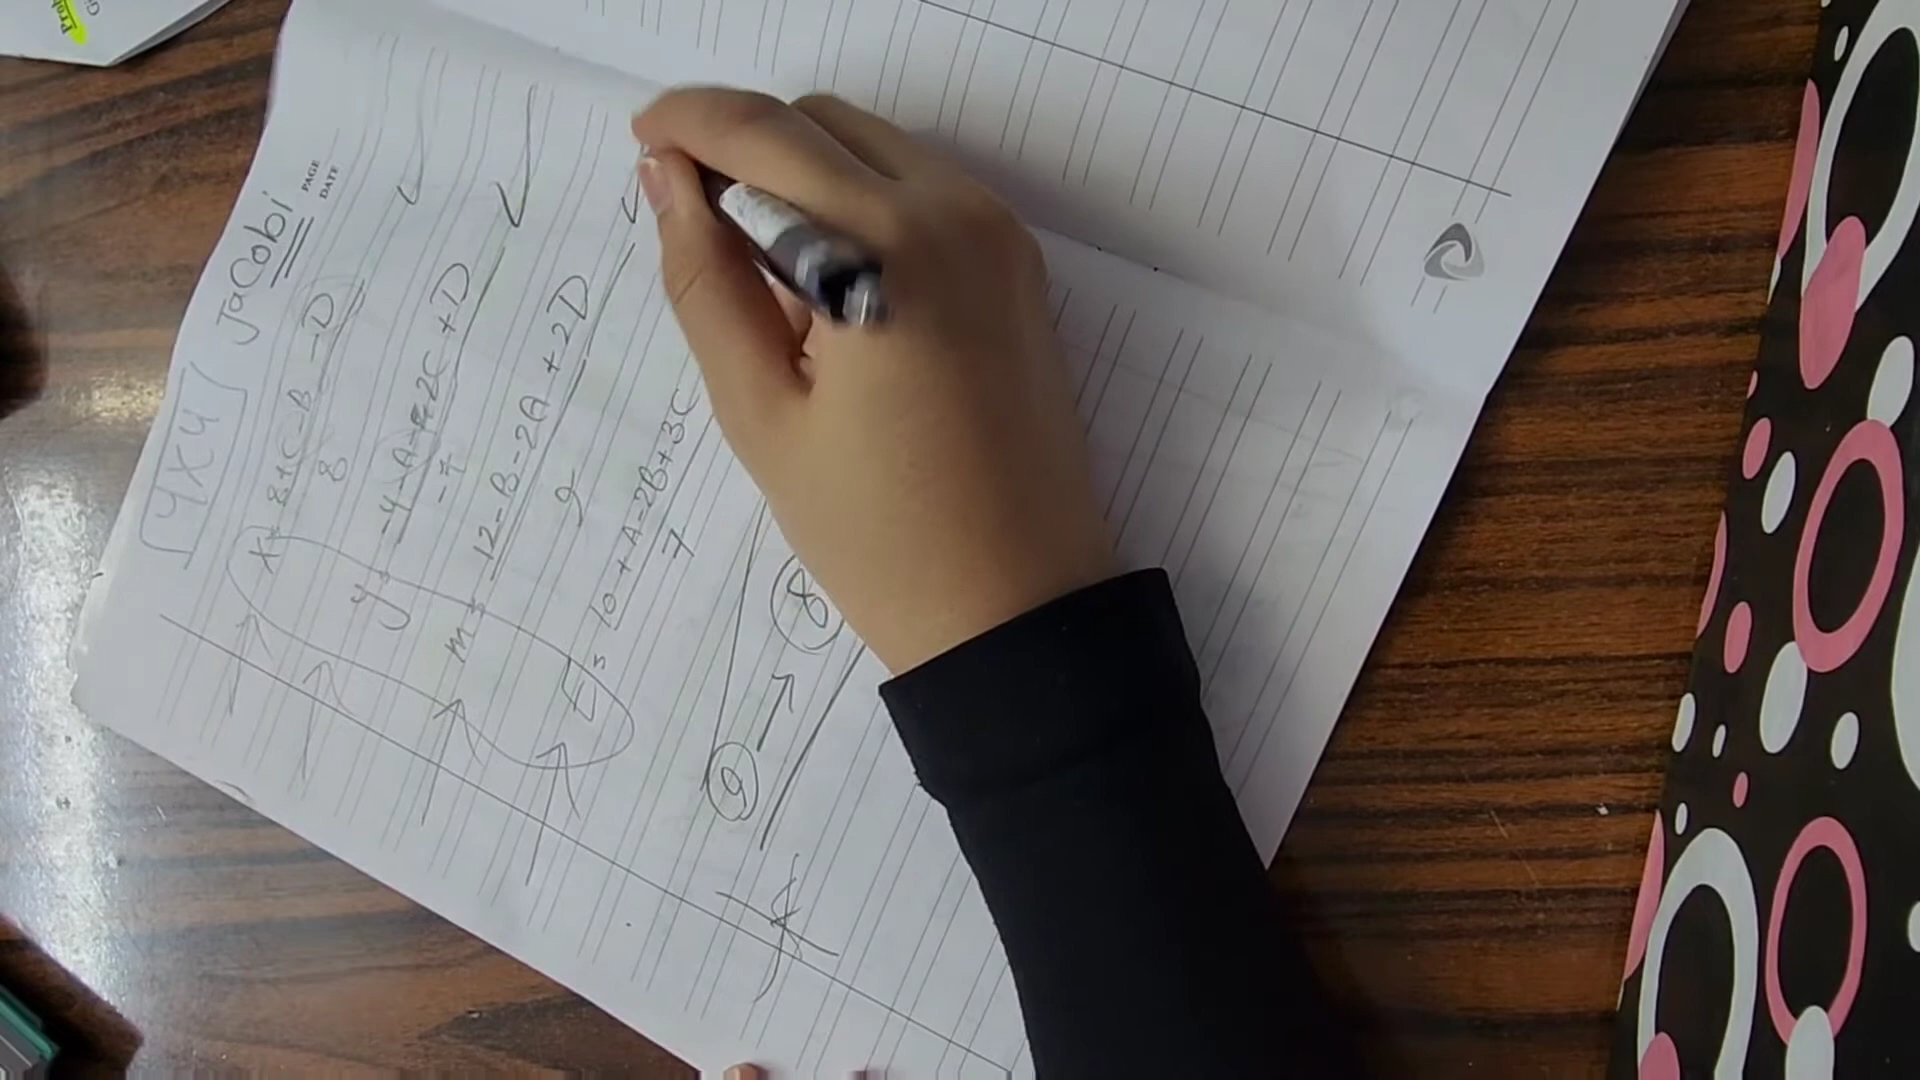 4X4
Jacobi
PAGE
DATE
X= 8+C-B-D
8
y= -4-A-2C+D
-7
m= 12-B-2A+2D
9
10+A-2B+3C
7
9 → 8